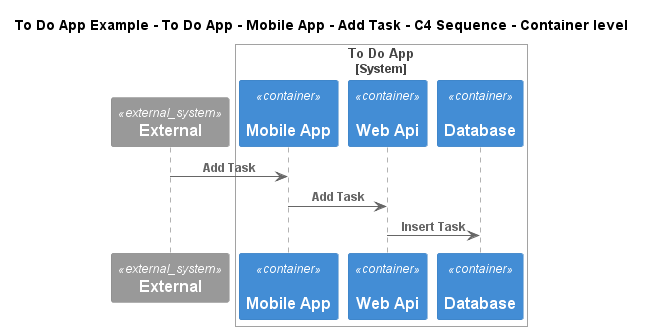 To Do App Example - To Do App - Mobile App - Add Task - C4 Sequence - Container level
To Do App
[System]
«external_system»
External
«container»
Mobile App
«container»
Web Api
«container»
Database
Add Task
Add Task
Insert Task
«external_system»
External
«container»
Mobile App
«container»
Web Api
«container»
Database